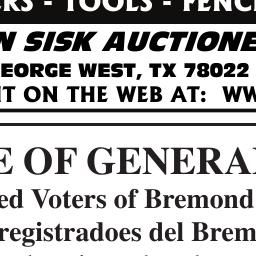 RS - TOOLS - FENC
N SISK AUCTIONE
EORGE WEST, TX 78022
T ON THE WEB AT: WW
E OF GENERA
ed Voters of Bremond
registradoes del Brem